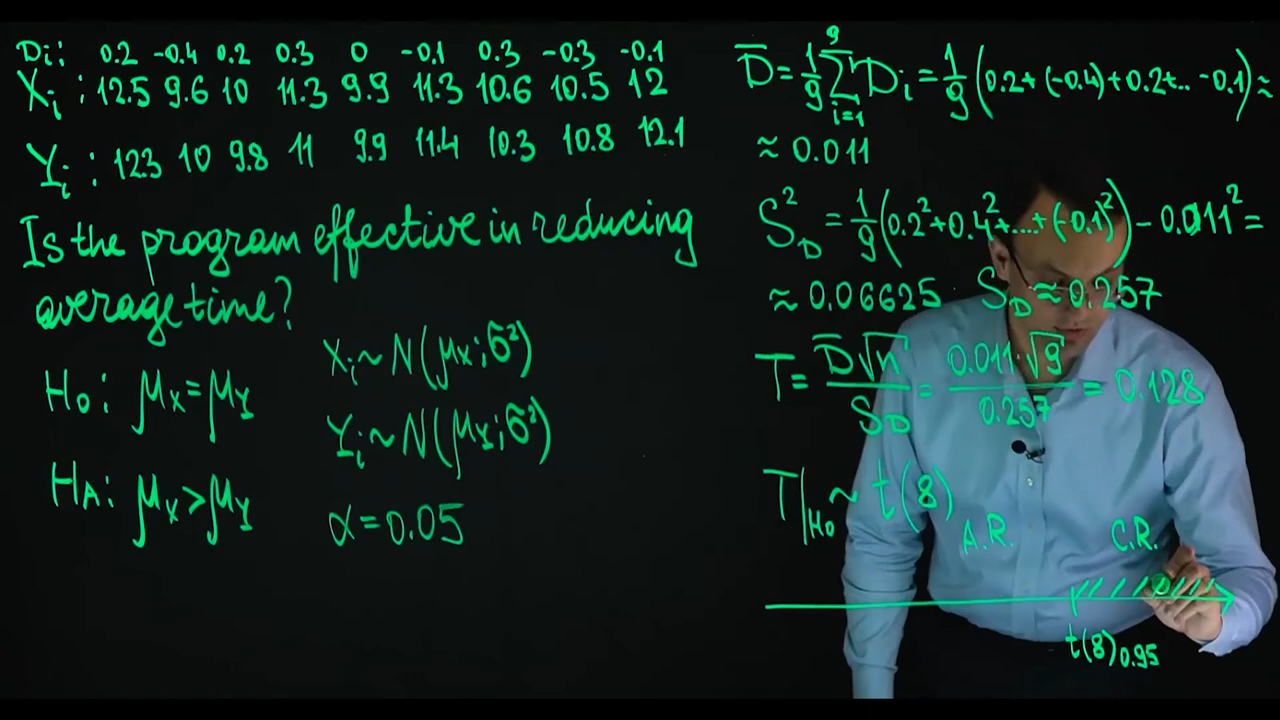 Di: 0.2 -0.4 0.2 0.3 0 -0.1 0.3 -0.3 -0.1
Xi: 12.5 9.6 10 11.3 9.9 11.3 10.6 10.5 12
Yi: 12.3 10 9.8 11 9.9 11.4 10.3 10.8 12.1
Is the program effective in reducing
average time?
H₀: μX = μY
HA: μX > μY
Xi ~ N(μX; σ²)
Yi ~ N(μY; σ²)
α = 0.05
D̄ = 1/9 ∑_{i=1}^{9} Di = 1/9 (0.2 + (-0.4) + 0.2 + .. -0.1) ≈
≈ 0.011
S²_D = 1/9 (0.2² + 0.4² + .... + (-0.1)²) - 0.011² =
≈ 0.06625 S_D ≈ 0.257
T = D̄√n / S_D = 0.011·√9 / 0.257 = 0.128
T|H₀ ~ t(8)
A.R. C.R.
t(8)0.95